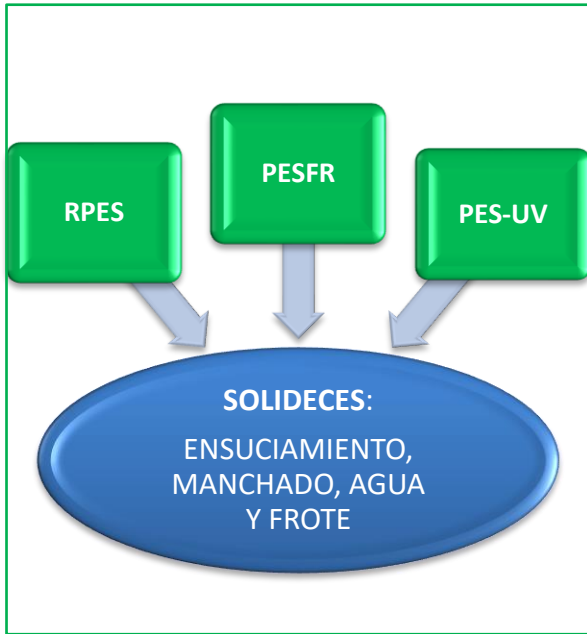 RPES
PESFR
PES-UV
SOLIDECES:
ENSUCIAMIENTO,
MANCHADO, AGUA
Y FROTE